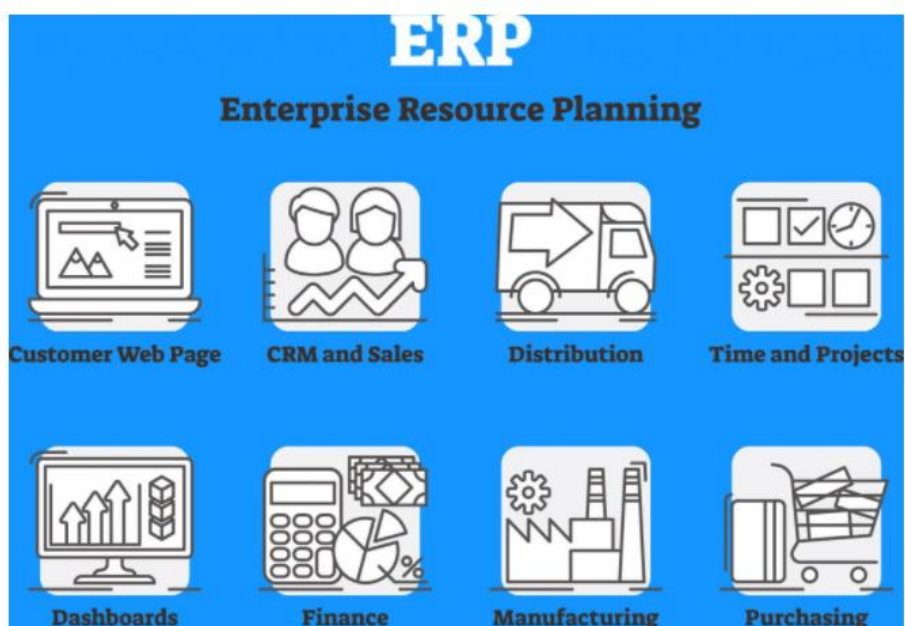 ERP
Enterprise Resource Planning
Customer Web Page
CRM and Sales
Distribution
Time and Projects
%
Dashboards
Finance
Manufacturing
Purchasing